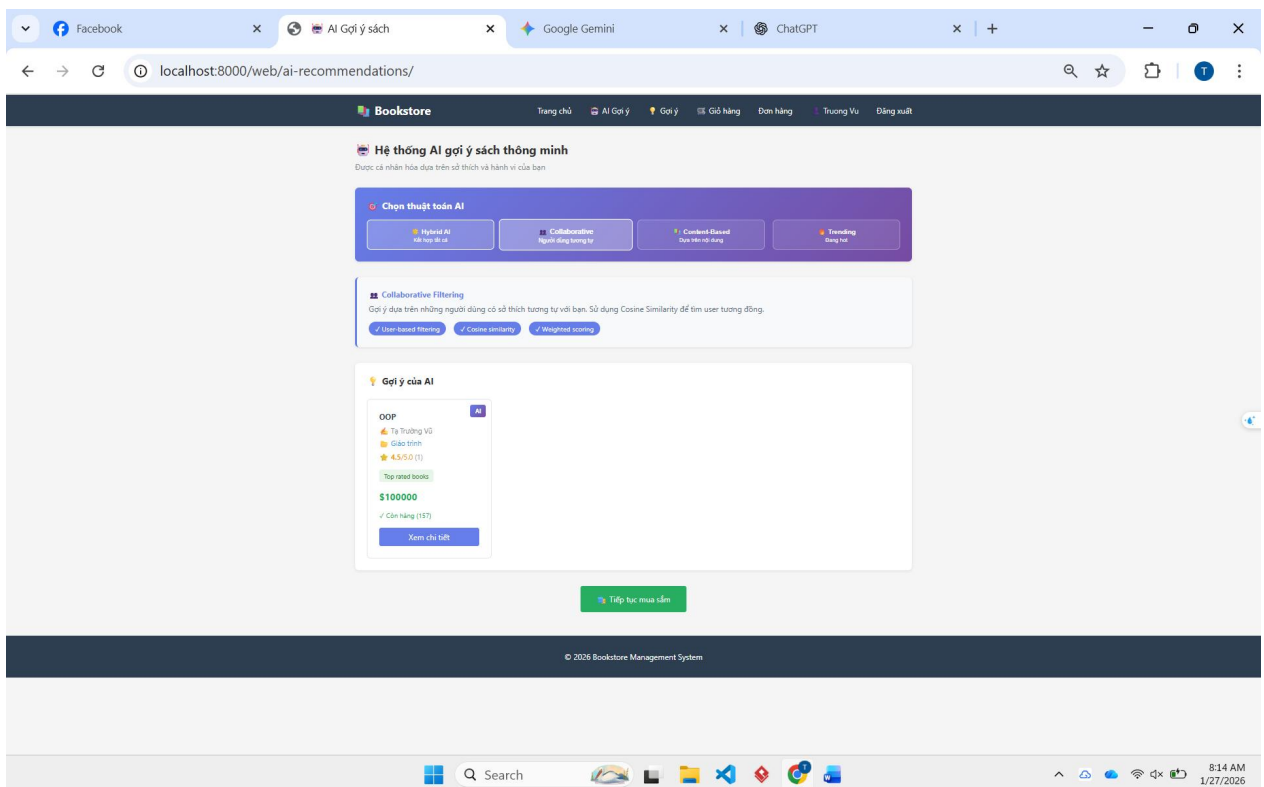 Facebook
AI Gợi ý sách
Google Gemini
ChatGPT
localhost:8000/web/ai-recommendations/
T
Bookstore
Trang chủ
AI Gợi ý
Gợi ý
Giỏ hàng
Đơn hàng
Truong Vu
Đăng xuất
Hệ thống AI gợi ý sách thông minh
Được cá nhân hóa dựa trên sở thích và hành vi của bạn
Chọn thuật toán AI
Hybrid AI
Kết hợp tất cả
Collaborative
Người dùng tương tự
Content-Based
Dựa trên nội dung
Trending
Đang hot
Collaborative Filtering
Gợi ý dựa trên những người dùng có sở thích tương tự với bạn. Sử dụng Cosine Similarity để tìm user tương đồng.
✓ User-based filtering
✓ Cosine similarity
✓ Weighted scoring
Gợi ý của AI
AI
OOP
Tạ Trường Vũ
Giáo trình
4.5/5.0 (1)
Top rated books
$100000
✓ Còn hàng (157)
Xem chi tiết
Tiếp tục mua sắm
© 2026 Bookstore Management System
Search
8:14 AM
1/27/2026